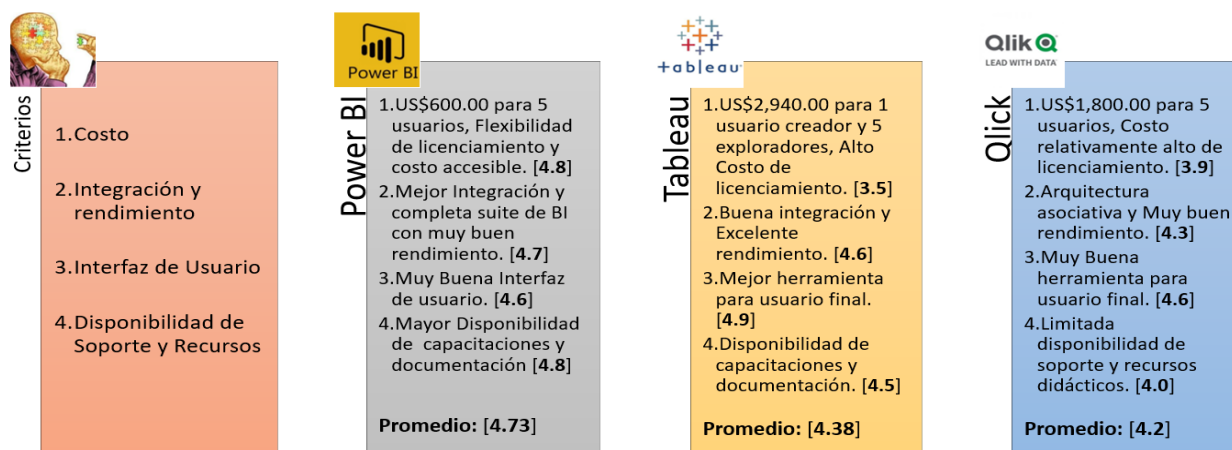 Criterios
1.Costo
2.Integración y
rendimiento
3.Interfaz de Usuario
4.Disponibilidad de
Soporte y Recursos
Power BI
Power BI
1.US$600.00 para 5
usuarios, Flexibilidad
de licenciamiento y
costo accesible. [4.8]
2.Mejor Integración y
completa suite de BI
con muy buen
rendimiento. [4.7]
3.Muy Buena Interfaz
de usuario. [4.6]
4.Mayor Disponibilidad
de capacitaciones y
documentación [4.8]
Promedio: [4.73]
+ableau
Tableau
1.US$2,940.00 para 1
usuario creador y 5
exploradores, Alto
Costo de
licenciamiento. [3.5]
2.Buena integración y
Excelente
rendimiento. [4.6]
3.Mejor herramienta
para usuario final.
[4.9]
4.Disponibilidad de
capacitaciones y
documentación. [4.5]
Promedio: [4.38]
Qlik
LEAD WITH DATA
Qlick
1.US$1,800.00 para 5
usuarios, Costo
relativamente alto de
licenciamiento. [3.9]
2.Arquitectura
asociativa y Muy buen
rendimiento. [4.3]
3.Muy Buena
herramienta para
usuario final. [4.6]
4.Limitada
disponibilidad de
soporte y recursos
didácticos. [4.0]
Promedio: [4.2]